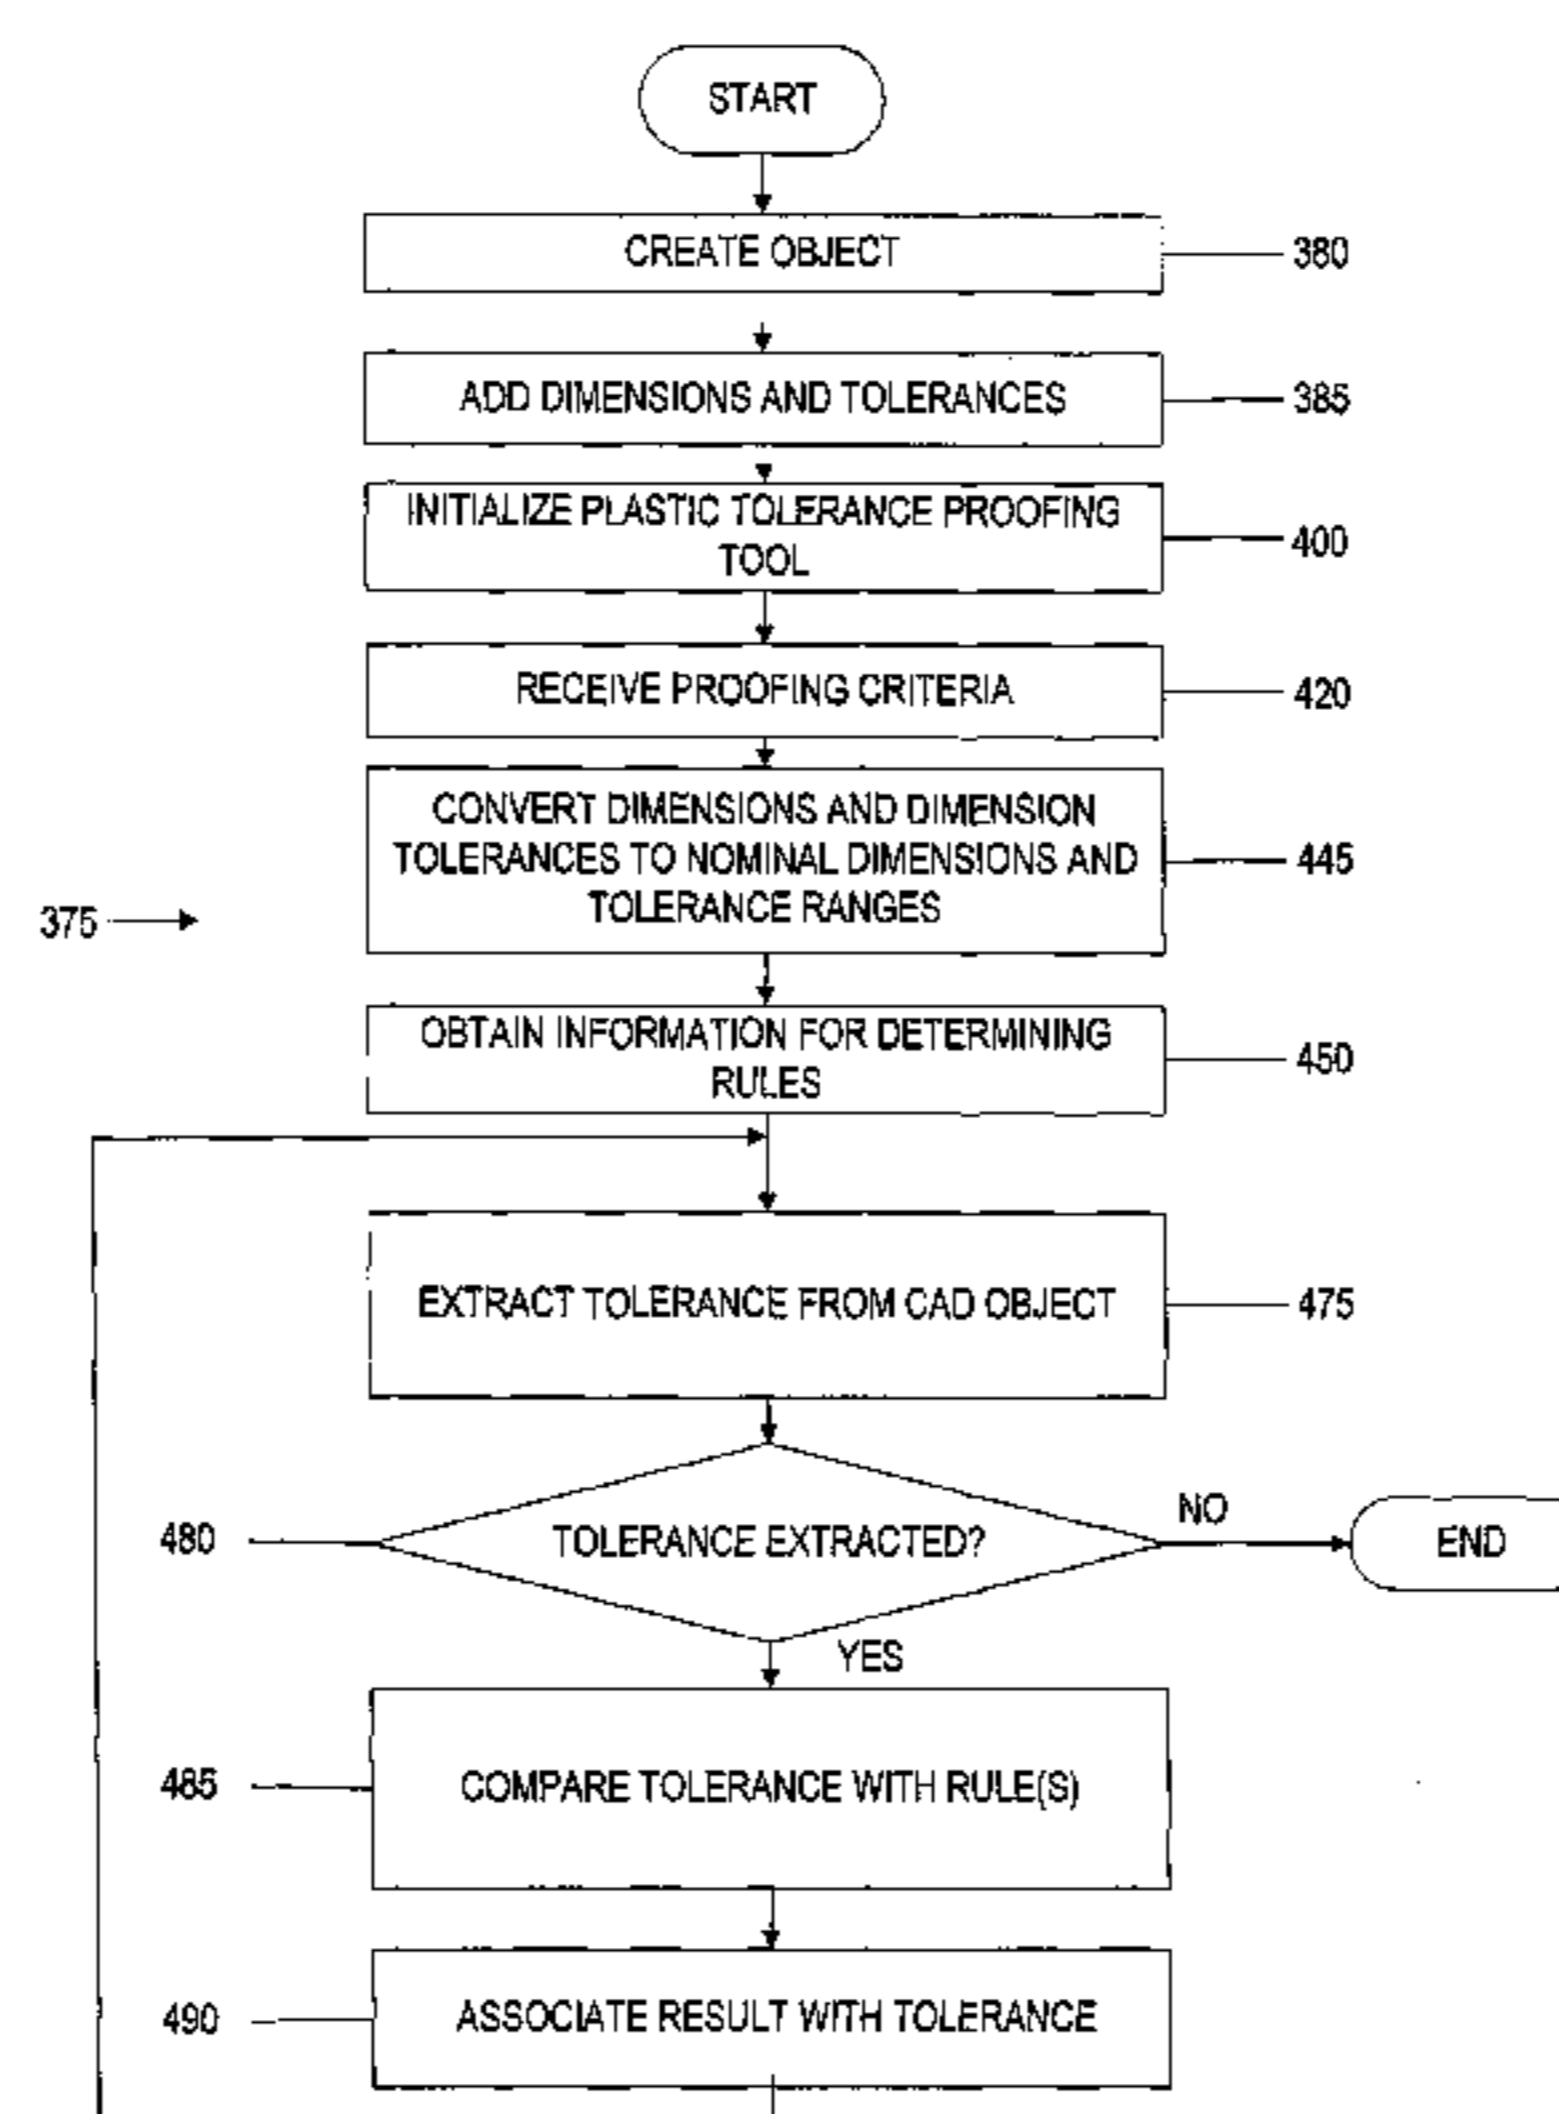 START
CREATE OBJECT
380
ADD DIMENSIONS AND TOLERANCES
385
INITIALIZE PLASTIC TOLERANCE PROOFING
TOOL
400
RECEIVE PROOFING CRITERIA
420
CONVERT DIMENSIONS AND DIMENSION
TOLERANCES TO NOMINAL DIMENSIONS AND
TOLERANCE RANGES
445
375
OBTAIN INFORMATION FOR DETERMINING
RULES
450
EXTRACT TOLERANCE FROM CAD OBJECT
475
480
TOLERANCE EXTRACTED?
NO
END
YES
485
COMPARE TOLERANCE WITH RULE(S)
490
ASSOCIATE RESULT WITH TOLERANCE